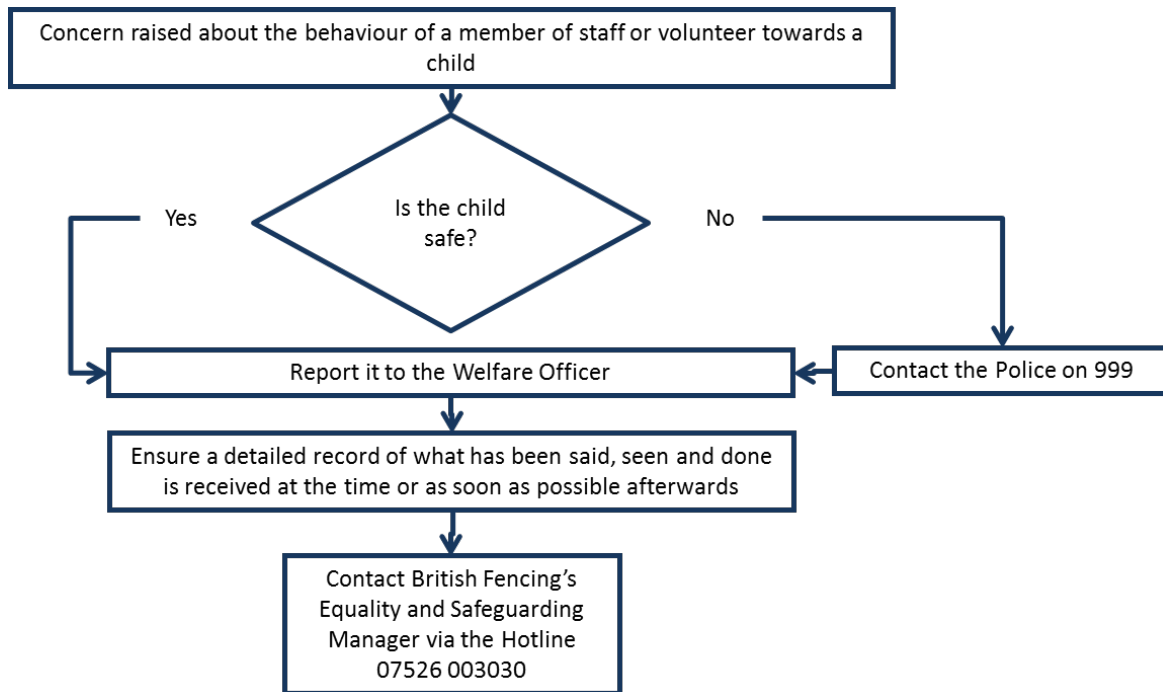 Concern raised about the behaviour of a member of staff or volunteer towards a
child
Is the child
safe?
Yes
No
Report it to the Welfare Officer
Contact the Police on 999
Ensure a detailed record of what has been said, seen and done
is received at the time or as soon as possible afterwards
Contact British Fencing’s
Equality and Safeguarding
Manager via the Hotline
07526 003030